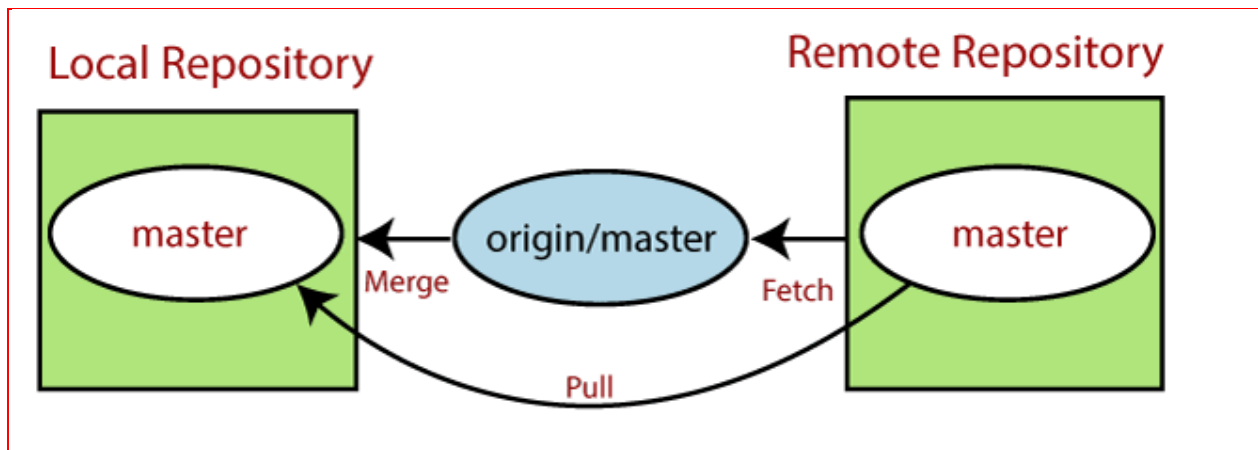 Local Repository
Remote Repository
master
origin/master
master
Merge
Fetch
Pull